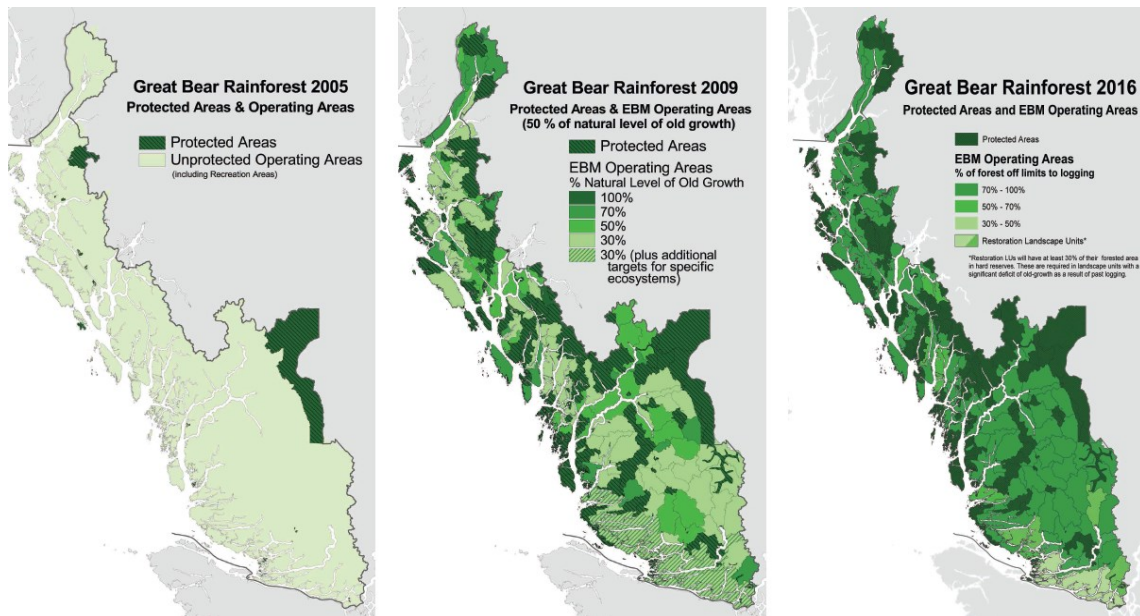 Great Bear Rainforest 2005
Protected Areas & Operating Areas
Protected Areas
Unprotected Operating Areas
(including Recreation Areas)
Great Bear Rainforest 2009
Protected Areas & EBM Operating Areas
(50 % of natural level of old growth)
Protected Areas
EBM Operating Areas
% Natural Level of Old Growth
100%
70%
50%
30%
30% (plus additional
targets for specific
ecosystems)
Great Bear Rainforest 2016
Protected Areas and EBM Operating Areas
Protected Areas
EBM Operating Areas
% of forest off limits to logging
70% - 100%
50% - 70%
30% - 50%
Restoration Landscape Units*
*Restoration LUs will have at least 30% of their forested area
in hard reserves. These are required in landscape units with a
significant deficit of old-growth as a result of past logging.